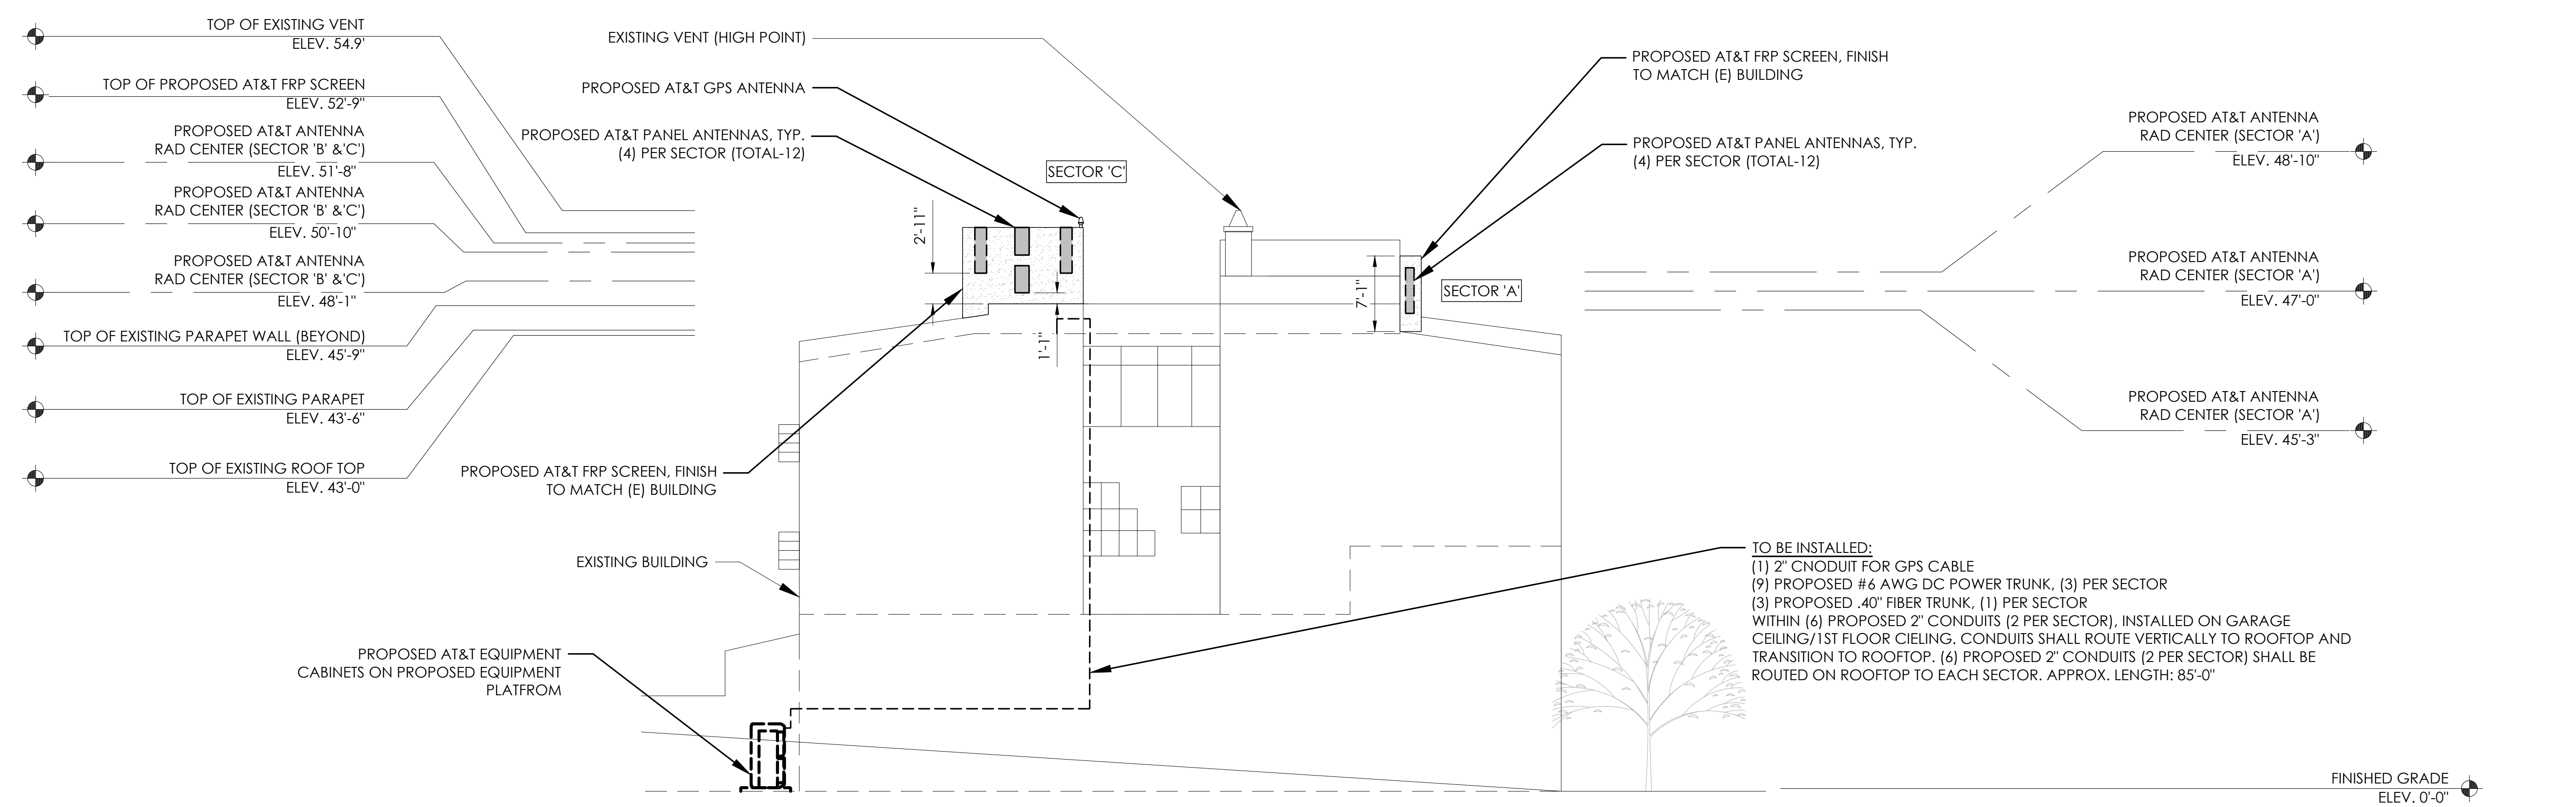 TOP OF EXISTING VENT
ELEV. 54.9'
TOP OF PROPOSED AT&T FRP SCREEN
ELEV. 52'-9"
PROPOSED AT&T ANTENNA
RAD CENTER (SECTOR 'B' &'C')
ELEV. 51'-8"
PROPOSED AT&T ANTENNA
RAD CENTER (SECTOR 'B' &'C')
ELEV. 50'-10"
PROPOSED AT&T ANTENNA
RAD CENTER (SECTOR 'B' &'C')
ELEV. 48'-1"
TOP OF EXISTING PARAPET WALL (BEYOND)
ELEV. 45'-9"
TOP OF EXISTING PARAPET
ELEV. 43'-6"
TOP OF EXISTING ROOF TOP
ELEV. 43'-0"
EXISTING VENT (HIGH POINT)
PROPOSED AT&T GPS ANTENNA
PROPOSED AT&T PANEL ANTENNAS, TYP.
(4) PER SECTOR (TOTAL-12)
SECTOR 'C'
2'-11"
1'-1"
7'-1"
SECTOR 'A'
PROPOSED AT&T FRP SCREEN, FINISH
TO MATCH (E) BUILDING
PROPOSED AT&T PANEL ANTENNAS, TYP.
(4) PER SECTOR (TOTAL-12)
PROPOSED AT&T ANTENNA
RAD CENTER (SECTOR 'A')
ELEV. 48'-10"
PROPOSED AT&T ANTENNA
RAD CENTER (SECTOR 'A')
ELEV. 47'-0"
PROPOSED AT&T ANTENNA
RAD CENTER (SECTOR 'A')
ELEV. 45'-3"
PROPOSED AT&T FRP SCREEN, FINISH
TO MATCH (E) BUILDING
EXISTING BUILDING
PROPOSED AT&T EQUIPMENT
CABINETS ON PROPOSED EQUIPMENT
PLATFROM
TO BE INSTALLED:
(1) 2" CNODUIT FOR GPS CABLE
(9) PROPOSED #6 AWG DC POWER TRUNK, (3) PER SECTOR
(3) PROPOSED .40" FIBER TRUNK, (1) PER SECTOR
WITHIN (6) PROPOSED 2" CONDUITS (2 PER SECTOR), INSTALLED ON GARAGE
CEILING/1ST FLOOR CIELING. CONDUITS SHALL ROUTE VERTICALLY TO ROOFTOP AND
TRANSITION TO ROOFTOP. (6) PROPOSED 2" CONDUITS (2 PER SECTOR) SHALL BE
ROUTED ON ROOFTOP TO EACH SECTOR. APPROX. LENGTH: 85'-0"
FINISHED GRADE
ELEV. 0'-0"